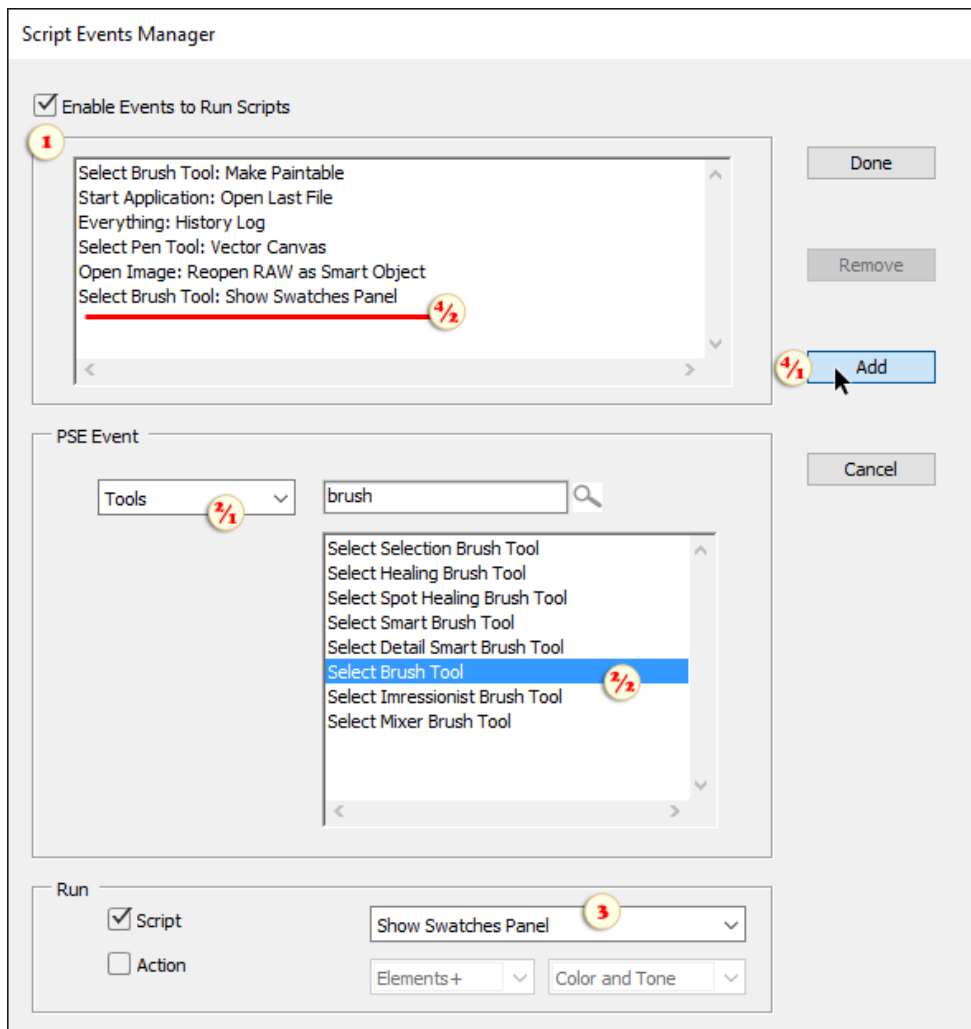 Script Events Manager
Enable Events to Run Scripts
1
Select Brush Tool: Make Paintable
Start Application: Open Last File
Everything: History Log
Select Pen Tool: Vector Canvas
Open Image: Reopen RAW as Smart Object
Select Brush Tool: Show Swatches Panel
4/2
Done
Remove
4/1
Add
Cancel
PSE Event
Tools
2/1
brush
Select Selection Brush Tool
Select Healing Brush Tool
Select Spot Healing Brush Tool
Select Smart Brush Tool
Select Detail Smart Brush Tool
Select Brush Tool
2/2
Select Imressionist Brush Tool
Select Mixer Brush Tool
Run
Script
Show Swatches Panel
3
Action
Elements+
Color and Tone